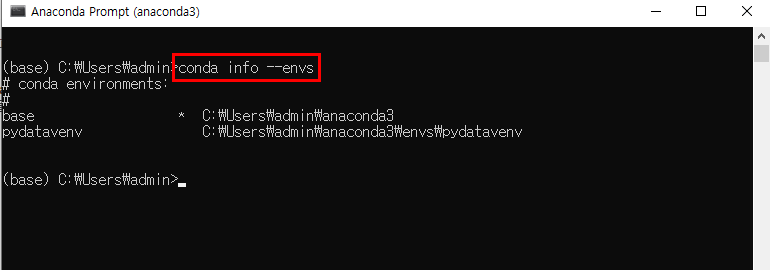 Anaconda Prompt (anaconda3)
(base) C:₩Users₩admin>conda info --envs
# conda environments:
#
base                  *  C:₩Users₩admin₩anaconda3
pydatavenv               C:₩Users₩admin₩anaconda3₩envs₩pydatavenv
(base) C:₩Users₩admin>